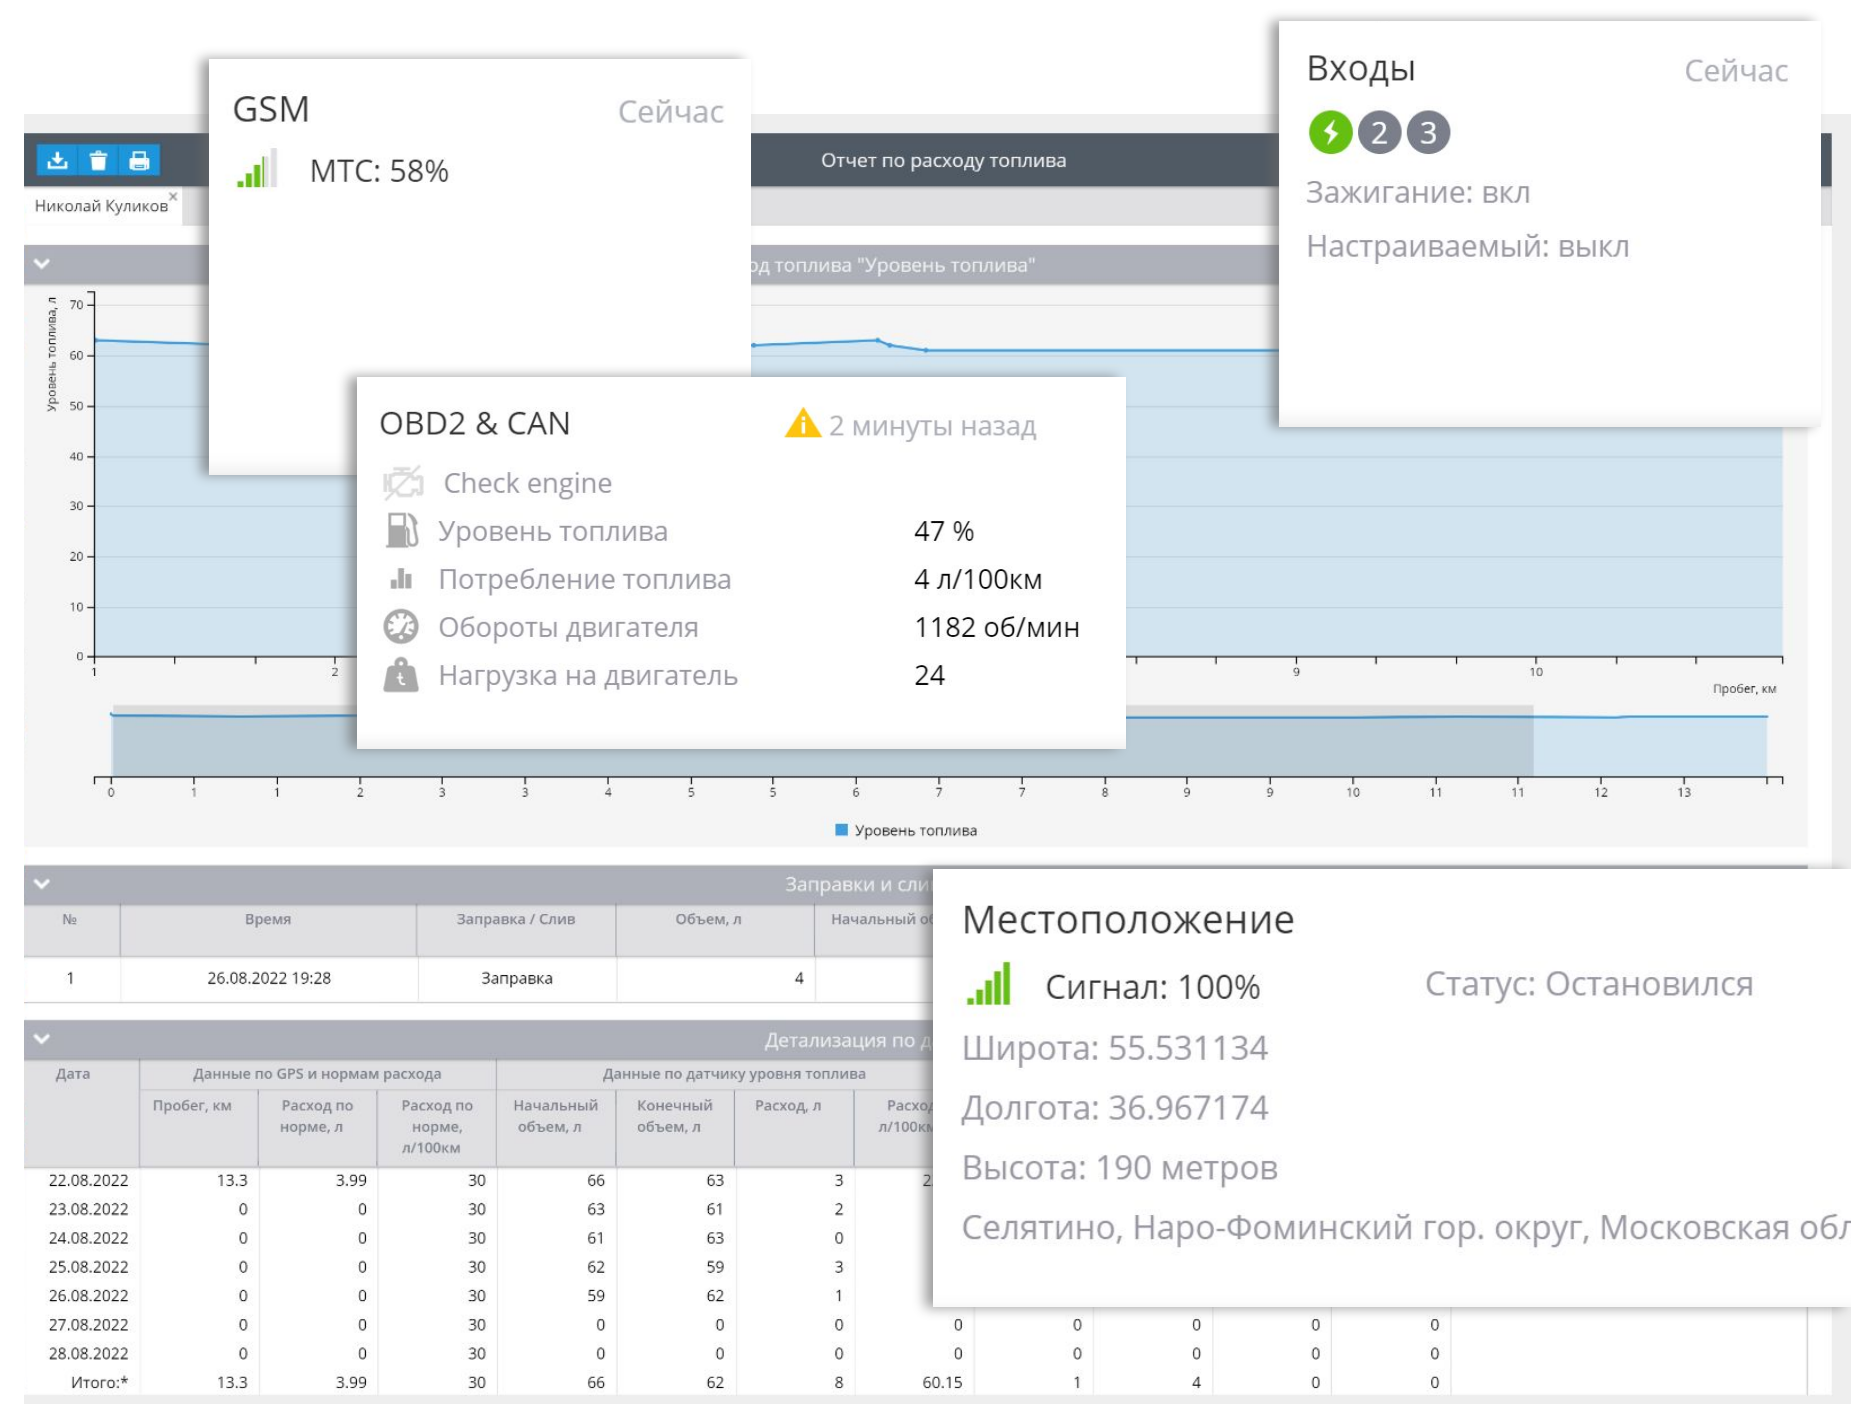 GSM
Сейчас
МТС: 58%
Входы
Сейчас
2 3
Зажигание: вкл
Настраиваемый: выкл
Отчет по расходу топлива
Николай Куликов ×
топлива "Уровень топлива"
Уровень топлива, л
70
60
50
40
30
20
10
0
1 2 9 10
Пробег, км
OBD2 & CAN
2 минуты назад
Check engine
Уровень топлива 47 %
Потребление топлива 4 л/100км
Обороты двигателя 1182 об/мин
Нагрузка на двигатель 24
0 1 1 2 3 3 4 5 5 6 7 7 8 9 9 10 11 11 12 13
Уровень топлива
Заправки и
№ Время Заправка / Слив Объем, л Начальный
1 26.08.2022 19:28 Заправка 4
Детализация по
Дата Данные по GPS и нормам расхода Данные по датчику уровня топлива
Пробег, км Расход по норме, л Расход по норме, л/100км Начальный объем, л Конечный объем, л Расход, л
22.08.2022 13.3 3.99 30 66 63 3
23.08.2022 0 0 30 63 61 2
24.08.2022 0 0 30 61 63 0
25.08.2022 0 0 30 62 59 3
26.08.2022 0 0 30 59 62 1
27.08.2022 0 0 30 0 0 0 0 0 0 0 0
28.08.2022 0 0 30 0 0 0 0 0 0 0 0
Итого:* 13.3 3.99 30 66 62 8 60.15 1 4 0 0
Местоположение
Сигнал: 100%
Статус: Остановился
Широта: 55.531134
Долгота: 36.967174
Высота: 190 метров
Селятино, Наро-Фоминский гор. округ, Московская обл